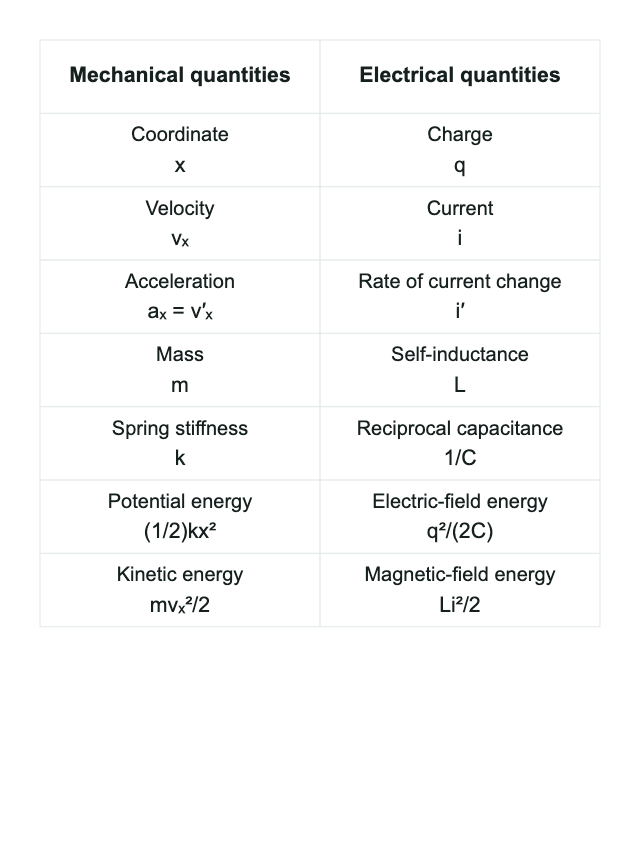 Mechanical quantities
Electrical quantities
Coordinate
x
Charge
q
Velocity
vₓ
Current
i
Acceleration
aₓ = v′ₓ
Rate of current change
i′
Mass
m
Self-inductance
L
Spring stiffness
k
Reciprocal capacitance
1/C
Potential energy
(1/2)kx²
Electric-field energy
q²/(2C)
Kinetic energy
mvₓ²/2
Magnetic-field energy
Li²/2